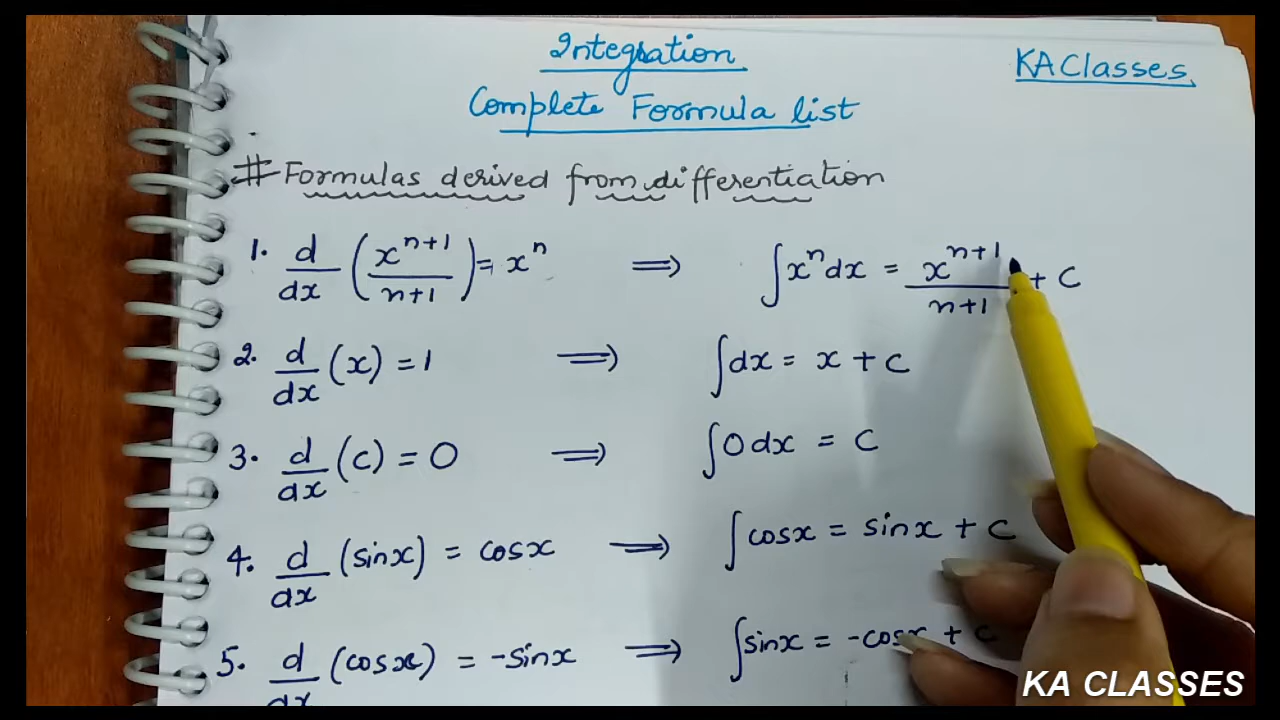 Integration
KA Classes
Complete Formula list
# Formulas derived from differentiation
1. d/dx (x^(n+1)/(n+1)) = x^n ⟹ ∫x^n dx = x^(n+1)/(n+1) + C
2. d/dx (x) = 1 ⟹ ∫dx = x + C
3. d/dx (c) = 0 ⟹ ∫0 dx = C
4. d/dx (sinx) = cosx ⟹ ∫cosx = sinx + C
5. d/dx (cosx) = -sinx ⟹ ∫sinx = -cosx + C
KA CLASSES